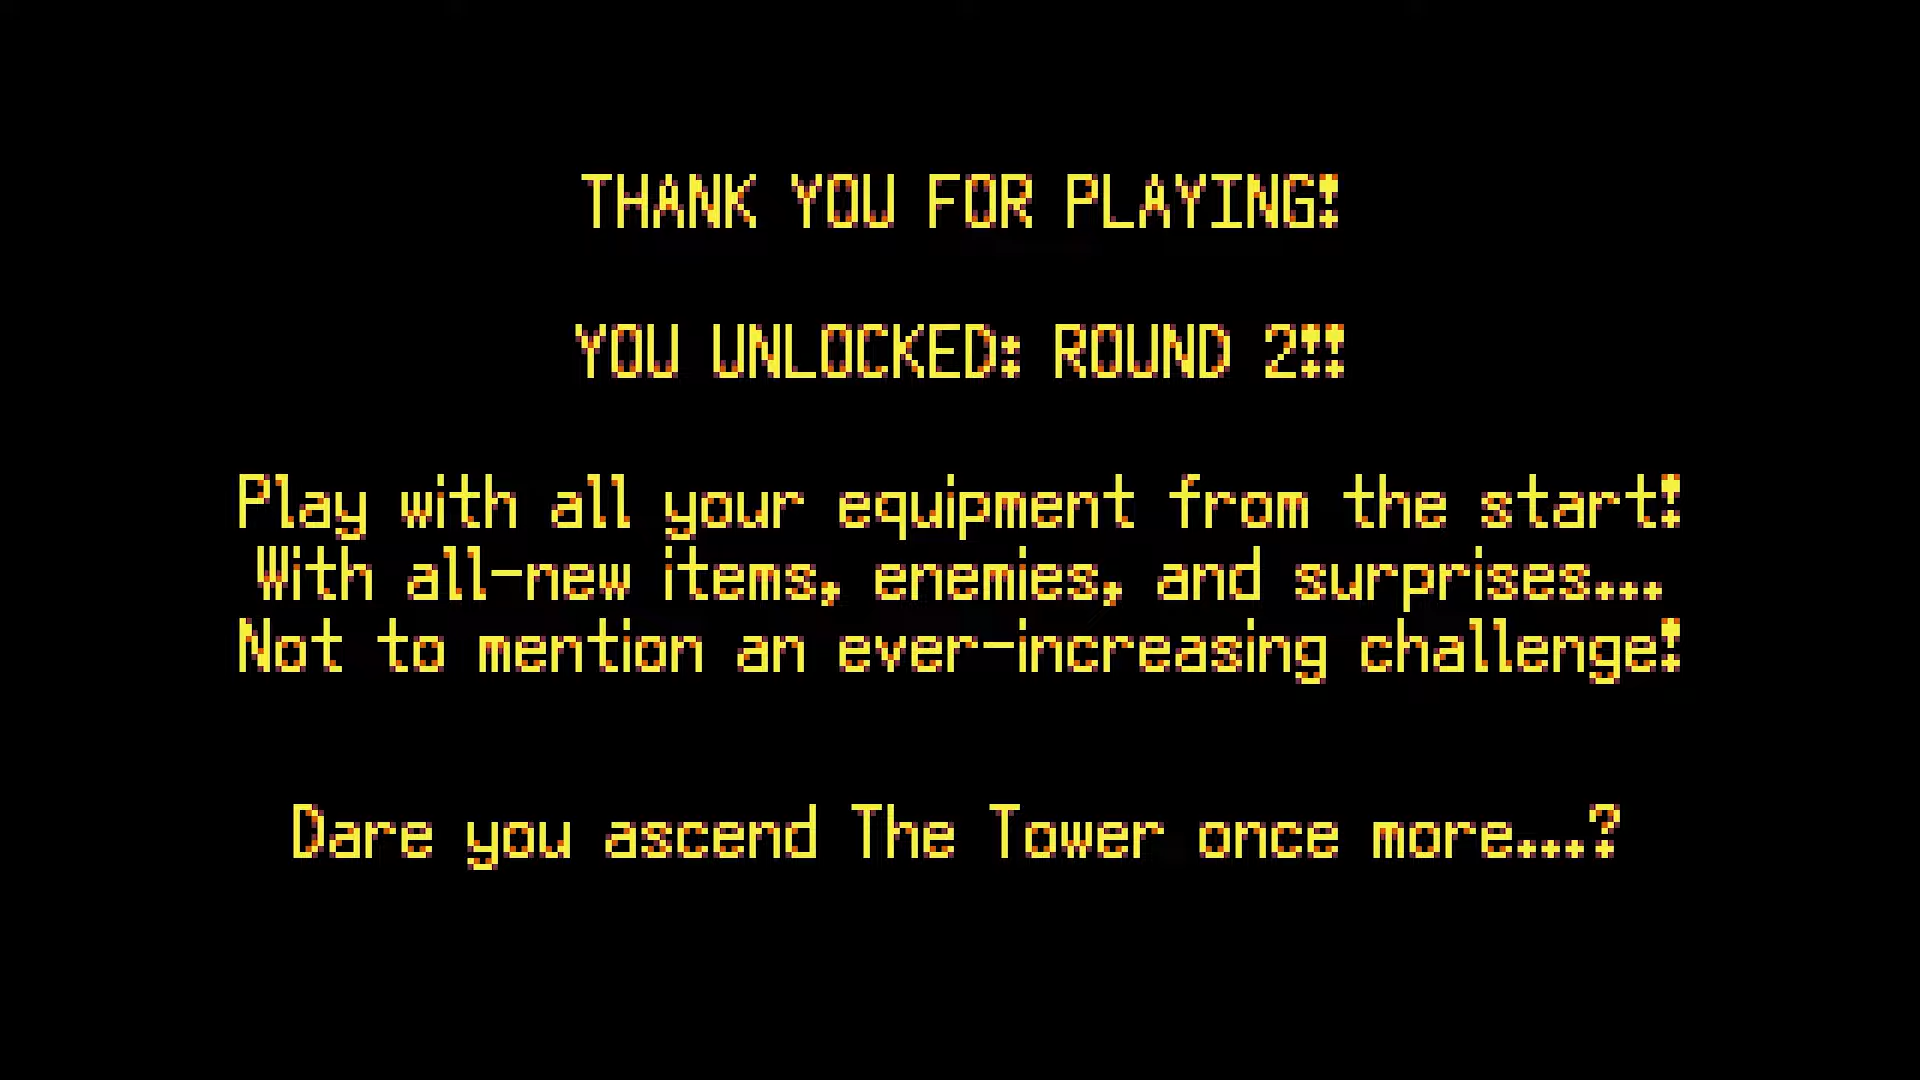 THANK YOU FOR PLAYING!
YOU UNLOCKED: ROUND 2!!
Play with all your equipment from the start!
With all-new items, enemies, and surprises...
Not to mention an ever-increasing challenge!
Dare you ascend The Tower once more...?